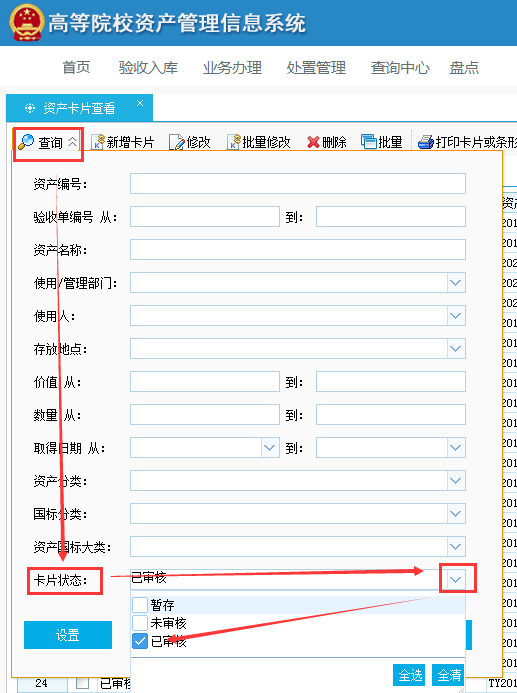 高等院校资产管理信息系统
首页 验收入库 业务办理 处置管理 查询中心 盘点
资产卡片查看 ×
查询 新增卡片 修改 批量修改 删除 批量 打印卡片或条形
资产编号：
验收单编号 从： 到：
资产名称：
使用/管理部门：
使用人：
存放地点：
价值 从： 到：
数量 从： 到：
取得日期 从： 到：
资产分类：
国标分类：
资产国标大类：
卡片状态： 已审核
暂存
未审核
已审核
设置
全选 全清
24 已审核 TY201